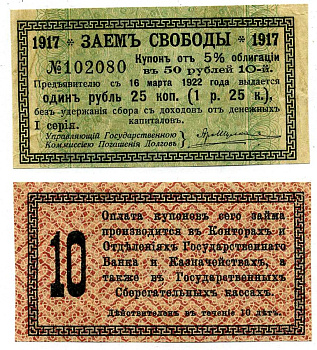 1917 * ЗАЕМЪ СВОБОДЫ * 1917
№102080
Купонъ отъ 5% облигаціи
въ 50 рублей 10-й.
Предъявителю съ 16 марта 1922 года выдается
одинъ рубль 25 коп. (1 р. 25 к.),
безъ удержанія сбора съ доходовъ отъ денежныхъ
капиталовъ.
I серія.
Управляющій Государственною
Коммиссіею Погашенія Долговъ
10
Оплата купоновъ сего займа
производится въ Конторахъ и
Отдѣленіяхъ Государственнаго
Банка и Казначействахъ, а
также въ Государственныхъ
Сберегательныхъ кассахъ.
Дѣйствителенъ въ теченіе 10 лѣтъ.